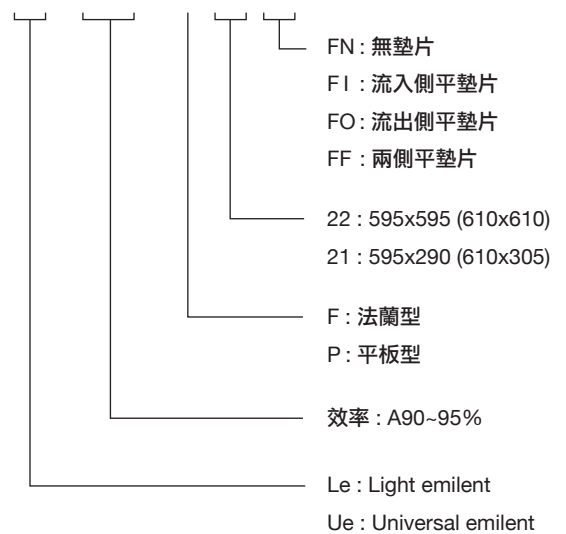 FN : 無墊片
FI : 流入側平墊片
FO : 流出側平墊片
FF : 兩側平墊片
22 : 595x595 (610x610)
21 : 595x290 (610x305)
F : 法蘭型
P : 平板型
效率 : A90~95%
Le : Light emilent
Ue : Universal emilent